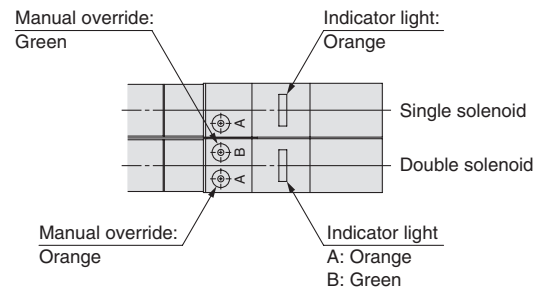 Manual override:
Green
Indicator light:
Orange
A
Single solenoid
B
Double solenoid
A
Manual override:
Orange
Indicator light
A: Orange
B: Green